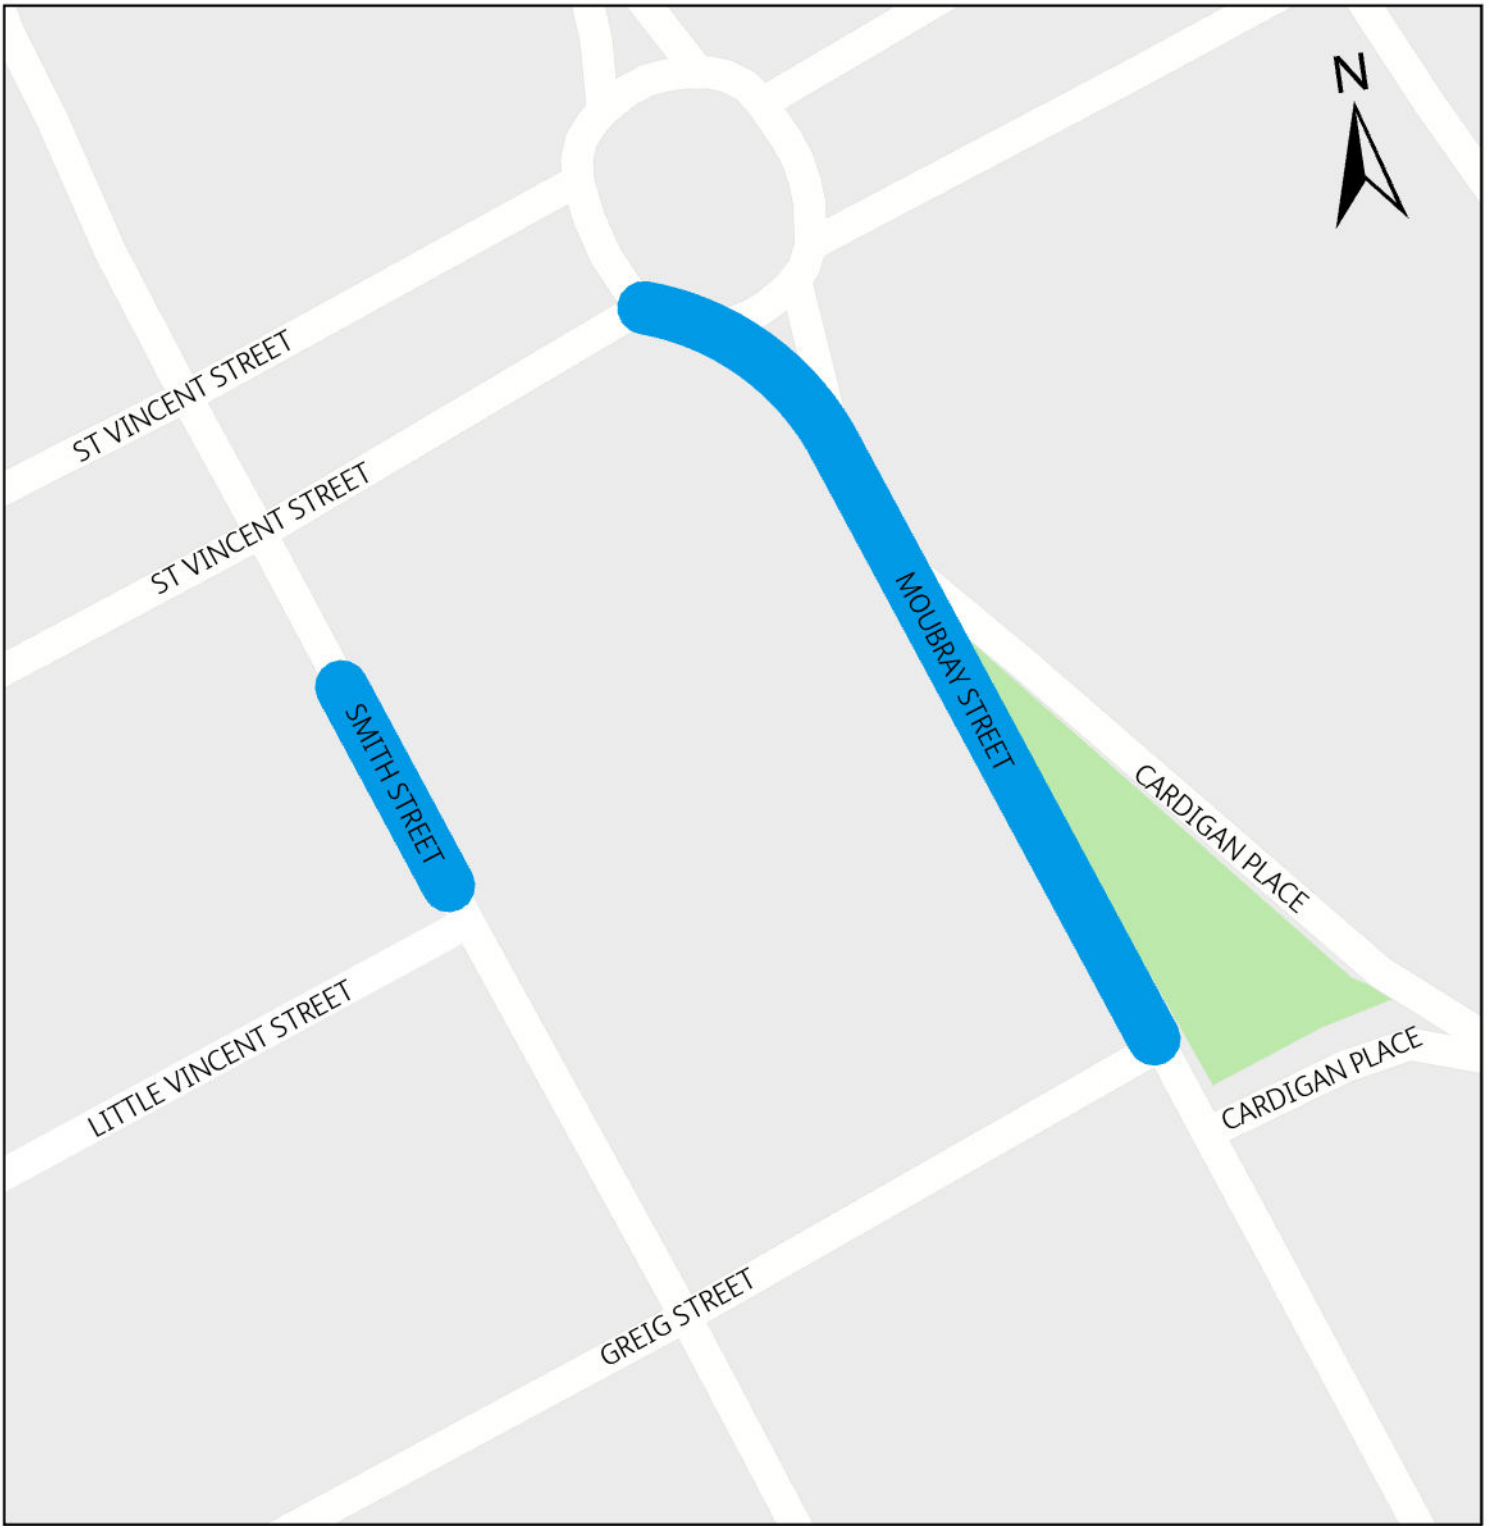 N
ST VINCENT STREET
ST VINCENT STREET
MOUBRAY STREET
SMITH STREET
CARDIGAN PLACE
LITTLE VINCENT STREET
CARDIGAN PLACE
GREIG STREET